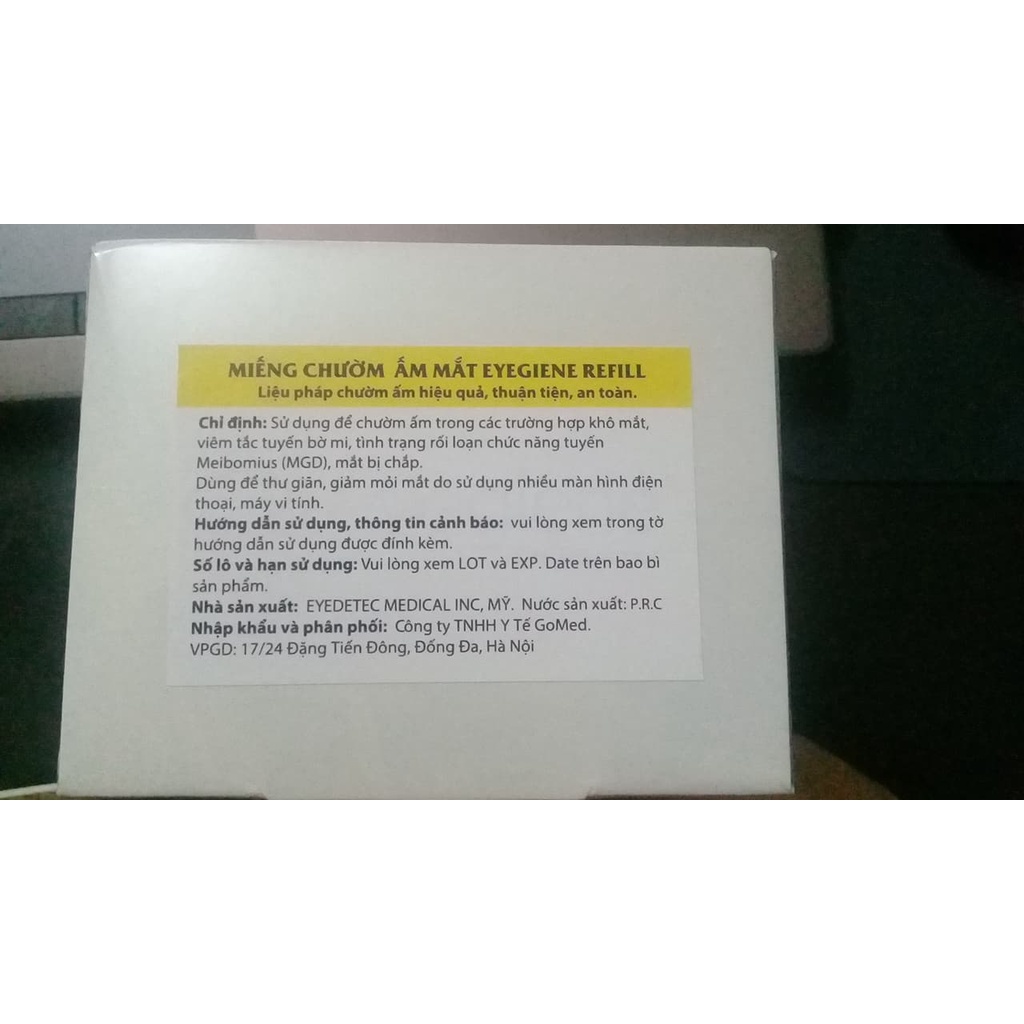 MIẾNG CHƯỜM ẤM MẮT EYEGIENE REFILL
Liệu pháp chườm ấm hiệu quả, thuận tiện, an toàn.
Chỉ định: Sử dụng để chườm ấm trong các trường hợp khô mắt,
viêm tắc tuyến bờ mi, tình trạng rối loạn chức năng tuyến
Meibomius (MGD), mắt bị chắp.
Dùng để thư giãn, giảm mỏi mắt do sử dụng nhiều màn hình điện
thoại, máy vi tính.
Hướng dẫn sử dụng, thông tin cảnh báo: vui lòng xem trong tờ
hướng dẫn sử dụng được đính kèm.
Số lô và hạn sử dụng: Vui lòng xem LOT và EXP. Date trên bao bì
sản phẩm.
Nhà sản xuất: EYEDETEC MEDICAL INC, MỸ. Nước sản xuất: P.R.C
Nhập khẩu và phân phối: Công ty TNHH Y Tế GoMed.
VPGD: 17/24 Đặng Tiến Đông, Đống Đa, Hà Nội